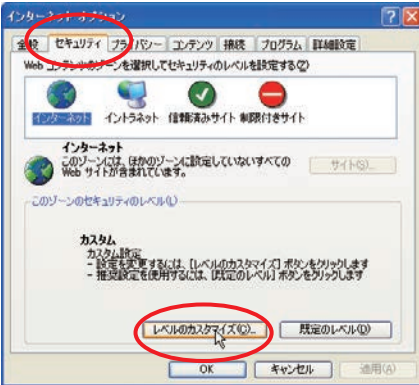 インターネット オプション
全般 セキュリティ プライバシー コンテンツ 接続 プログラム 詳細設定
Web コンテンツのゾーンを選択してセキュリティのレベルを設定する(Z)
インターネット イントラネット 信頼済みサイト 制限付きサイト
インターネット
このゾーンには、ほかのゾーンに設定していないすべての
Web サイトが含まれています。
サイト(S)...
このゾーンのセキュリティのレベル(L)
カスタム
カスタム設定
- 設定を変更するには、[レベルのカスタマイズ] ボタンをクリックします
- 推奨設定を使用するには、[既定のレベル] ボタンをクリックします
レベルのカスタマイズ(C)... 既定のレベル(D)
OK キャンセル 適用(A)